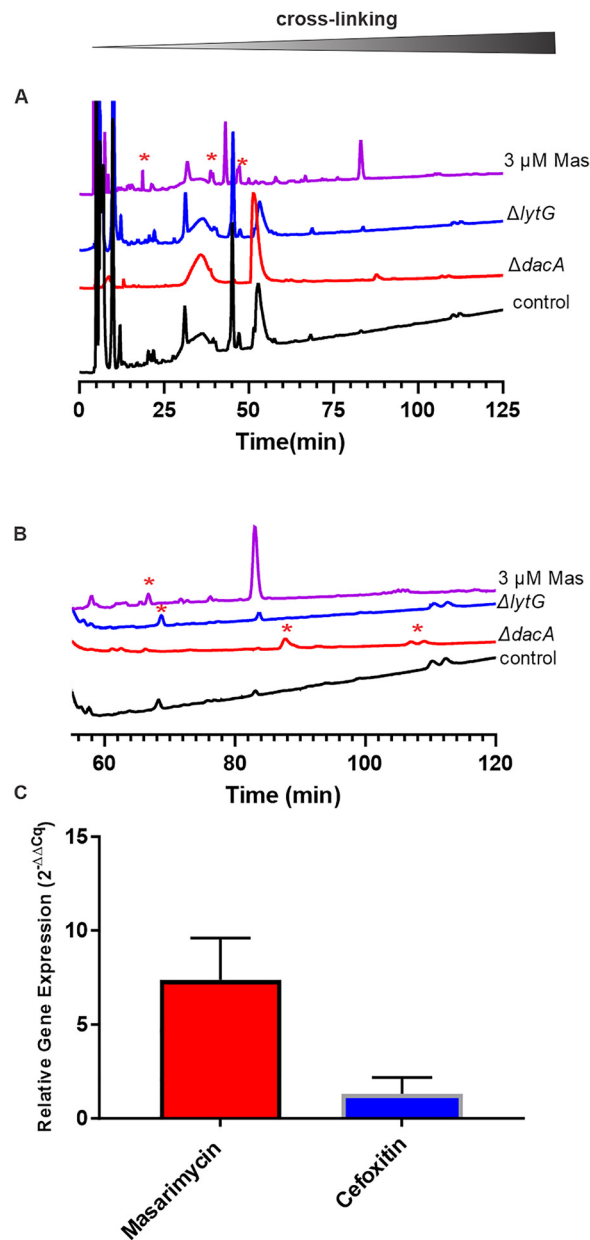 cross-linking
A
*
*
*
3 µM Mas
ΔlytG
ΔdacA
control
0 25 50 75 100 125
Time(min)
B
*
*
*
*
3 µM Mas
ΔlytG
ΔdacA
control
60 80 100 120
Time (min)
C
Relative Gene Expression (2^-ΔΔCq)
15
10
5
0
Masarimycin
Cefoxitin